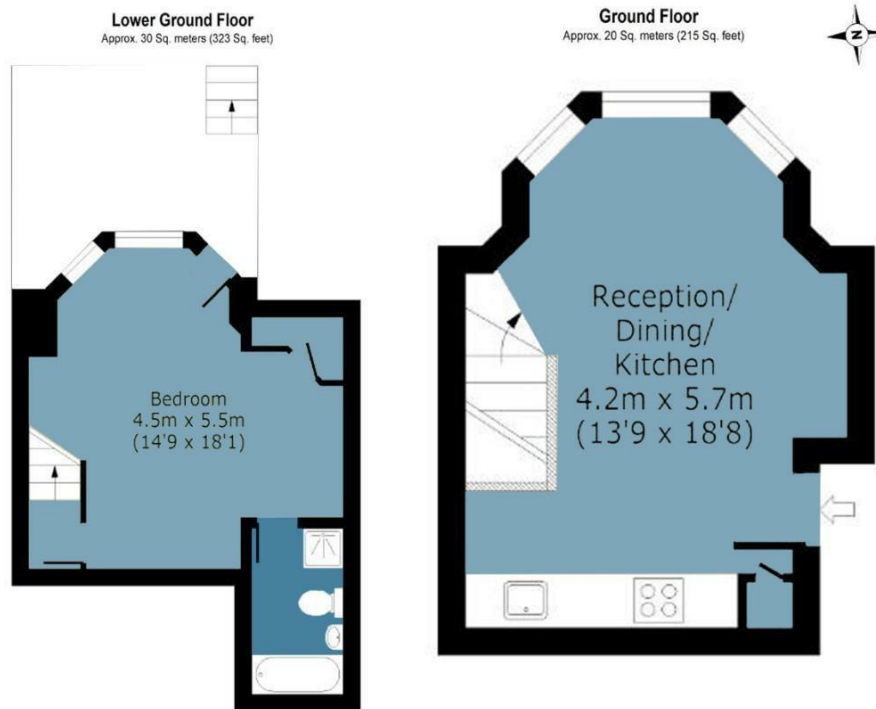 Lower Ground Floor
Approx. 30 Sq. meters (323 Sq. feet)
Bedroom
4.5m x 5.5m
(14'9 x 18'1)
Ground Floor
Approx. 20 Sq. meters (215 Sq. feet)
N
Reception/
Dining/
Kitchen
4.2m x 5.7m
(13'9 x 18'8)